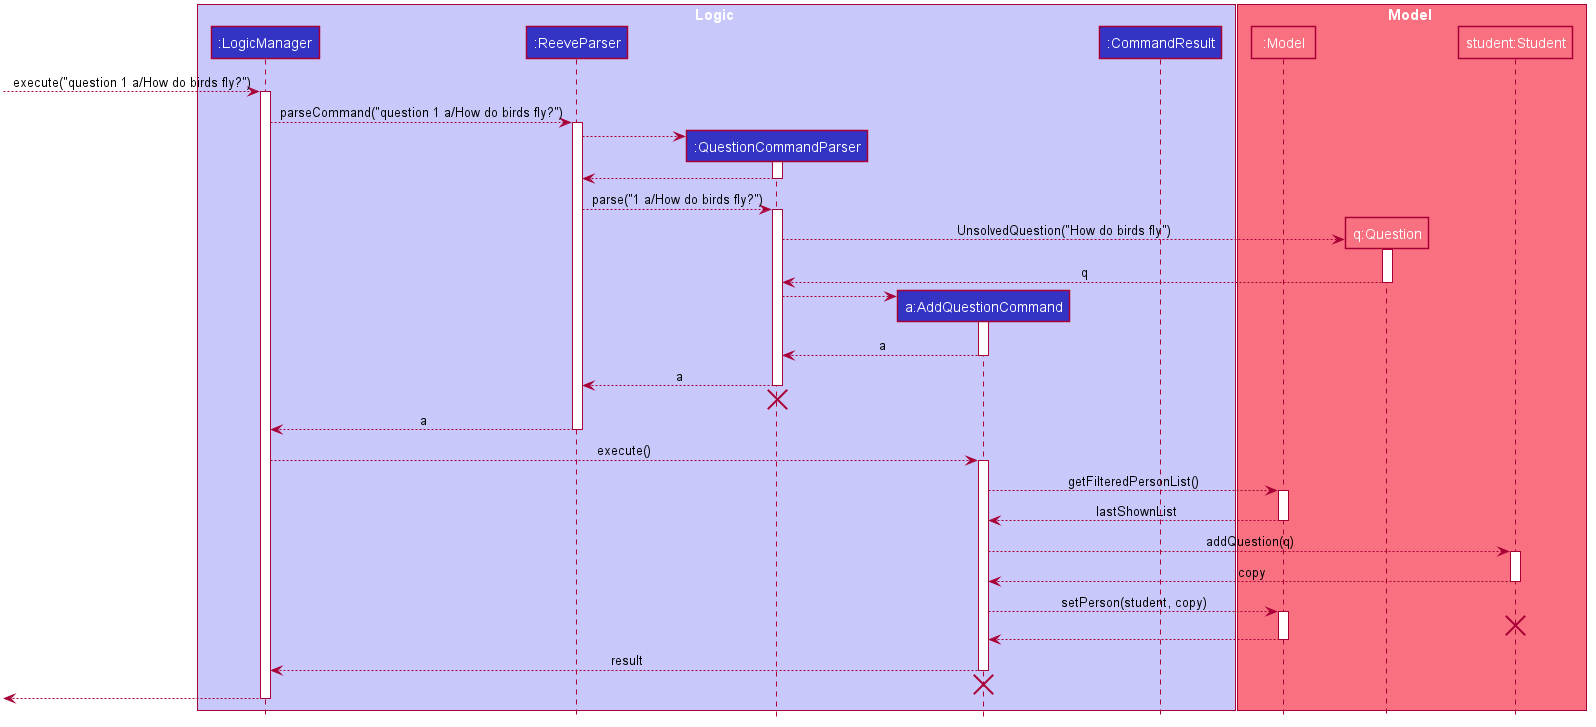 Logic
Model
:LogicManager
:ReeveParser
:CommandResult
:Model
student:Student
execute("question 1 a/How do birds fly?")
parseCommand("question 1 a/How do birds fly?")
:QuestionCommandParser
parse("1 a/How do birds fly?")
UnsolvedQuestion("How do birds fly")
q:Question
q
a:AddQuestionCommand
a
a
a
execute()
getFilteredPersonList()
lastShownList
addQuestion(q)
copy
setPerson(student, copy)
result